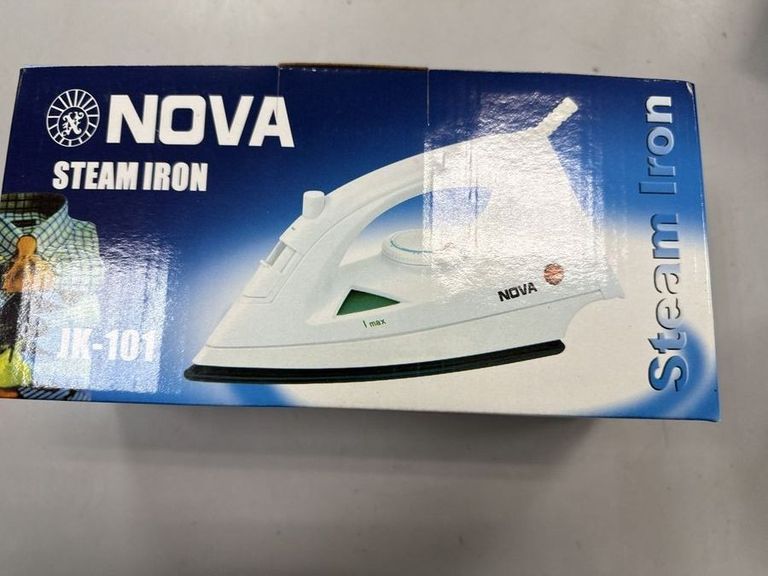 NOVA
STEAM IRON
JK-101
max
NOVA
Steam Iron